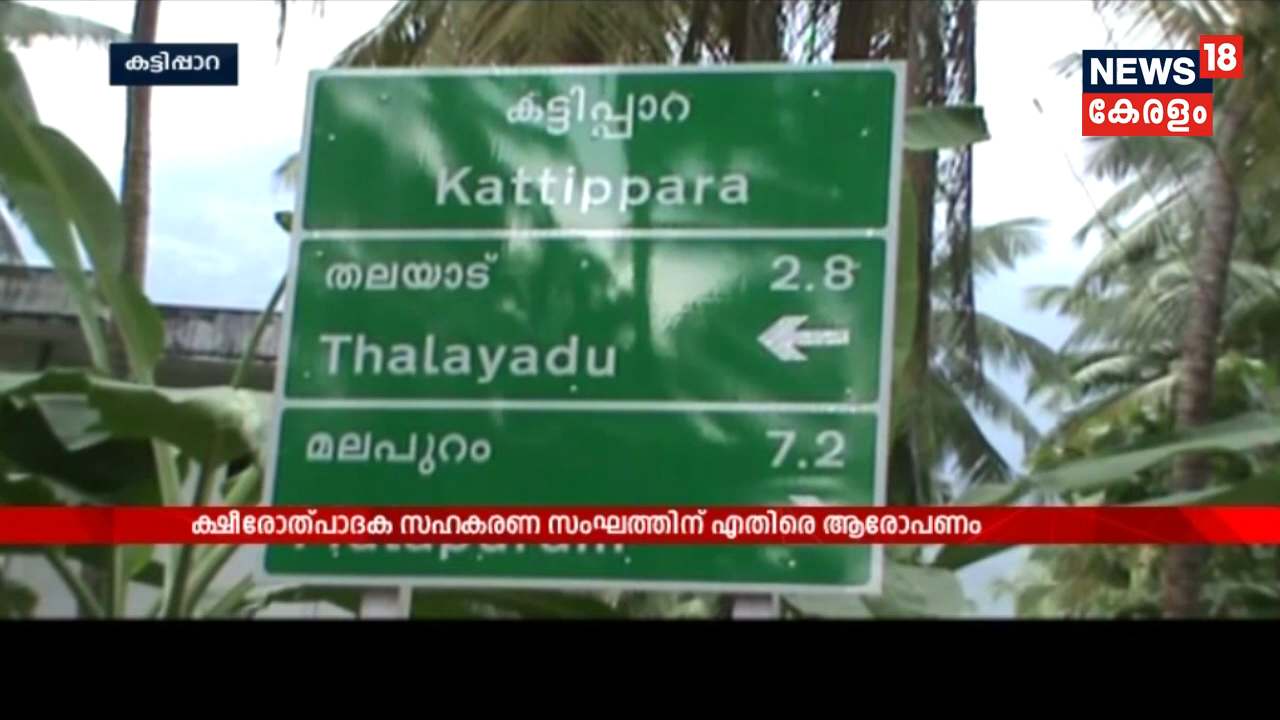 കട്ടിപ്പാറ
NEWS 18
കേരളം
കട്ടിപ്പാറ
Kattippara
തലയാട് 2.8
Thalayadu
മലപുറം 7.2
ക്ഷീരോത്പാദക സഹകരണ സംഘത്തിന് എതിരെ ആരോപണം